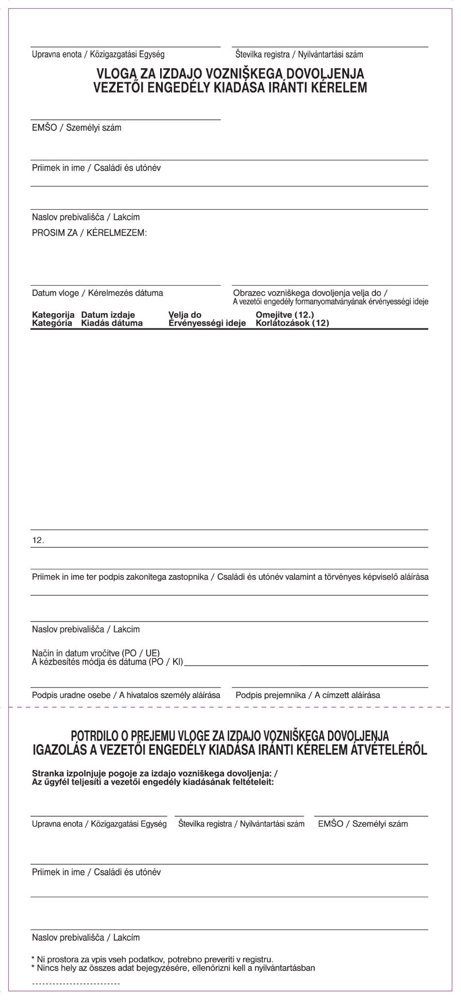 Upravna enota / Közigazgatási Egység Številka registra / Nyilvántartási szám
VLOGA ZA IZDAJO VOZNIŠKEGA DOVOLJENJA
VEZETŐI ENGEDÉLY KIADÁSA IRÁNTI KÉRELEM
EMŠO / Személyi szám
Priimek in ime / Családi és utónév
Naslov prebivališča / Lakcím
PROSIM ZA / KÉRELMEZEM:
Datum vloge / Kérelmezés dátuma Obrazec vozniškega dovoljenja velja do /
A vezetői engedély formanyomatványának érvényességi ideje
Kategorija Datum izdaje Velja do Omejitve (12.)
Kategória Kiadás dátuma Érvényességi ideje Korlátozások (12)
12.
Priimek in ime ter podpis zakonitega zastopnika / Családi és utónév valamint a törvényes képviselő aláírása
Naslov prebivališča / Lakcim
Način in datum vročitve (PO / UE)
A kézbesítés módja és dátuma (PO / KI)
Podpis uradne osebe / A hivatalos személy aláírása Podpis prejemnika / A címzett aláírása
POTRDILO O PREJEMU VLOGE ZA IZDAJO VOZNIŠKEGA DOVOLJENJA
IGAZOLÁS A VEZETŐI ENGEDÉLY KIADÁSA IRÁNTI KÉRELEM ÁTVÉTELÉRŐL
Stranka izpolnjuje pogoje za izdajo vozniškega dovoljenja: /
Az űgyfél teljesíti a vezetői engedély kiadásának feltételeit:
Upravna enota / Közigazgatási Egység Številka registra / Nyilvántartási szám EMŠO / Személyi szám
Priimek in ime / Családi és utónév
Naslov prebivališča / Lakcím
* Ni prostora za vpis vseh podatkov, potrebno preveriti v registru.
* Nincs hely az összes adat bejegyzésére, ellenőrizni kell a nyilvántartásban